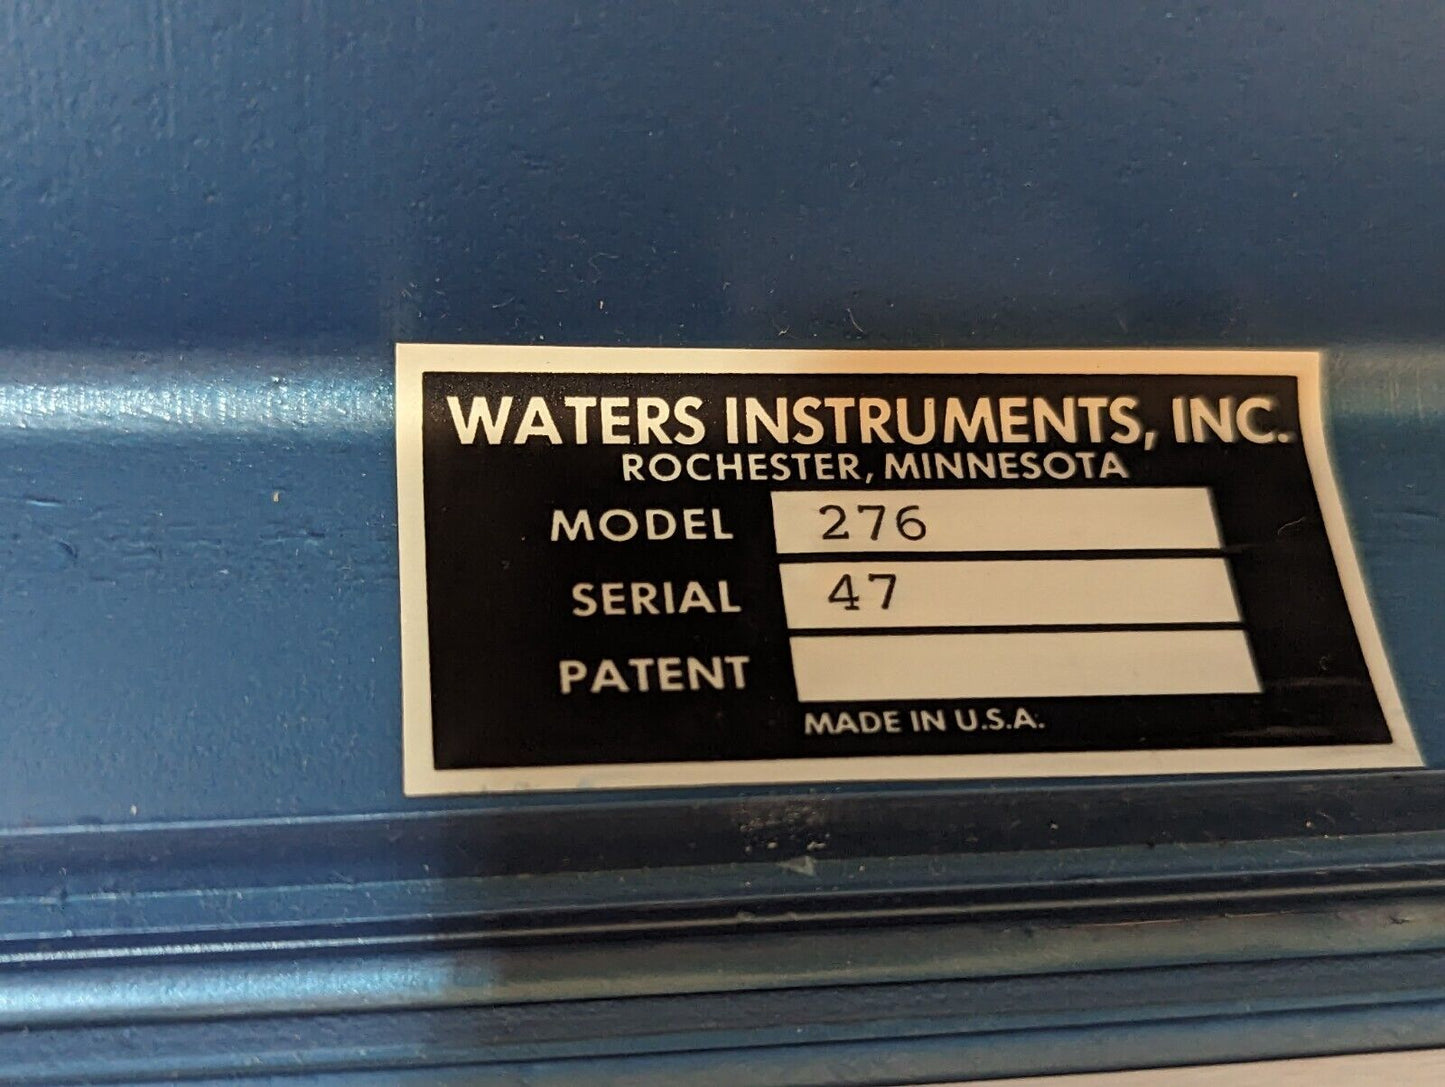 WATERS INSTRUMENTS, INC.
ROCHESTER, MINNESOTA
MODEL 276
SERIAL 47
PATENT
MADE IN U.S.A.